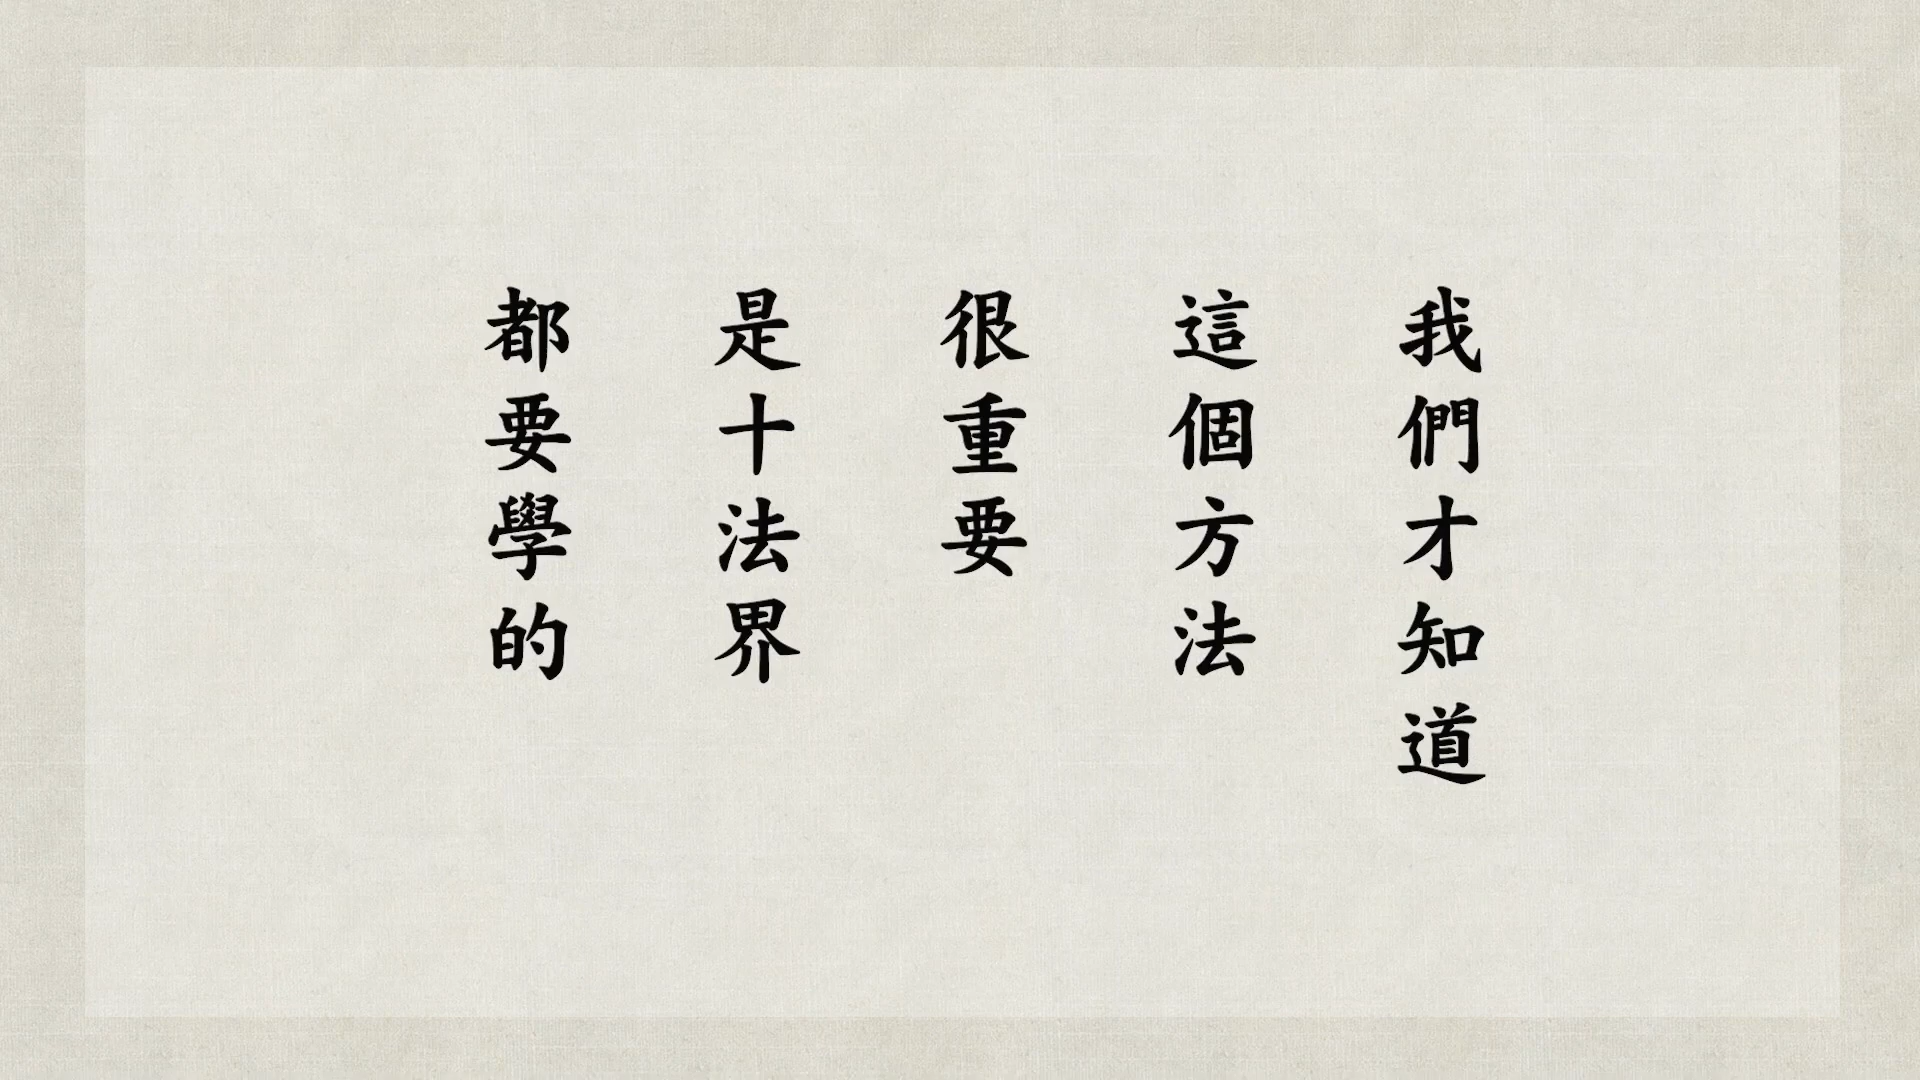 我們才知道
這個方法
很重要
是十法界
都要學的